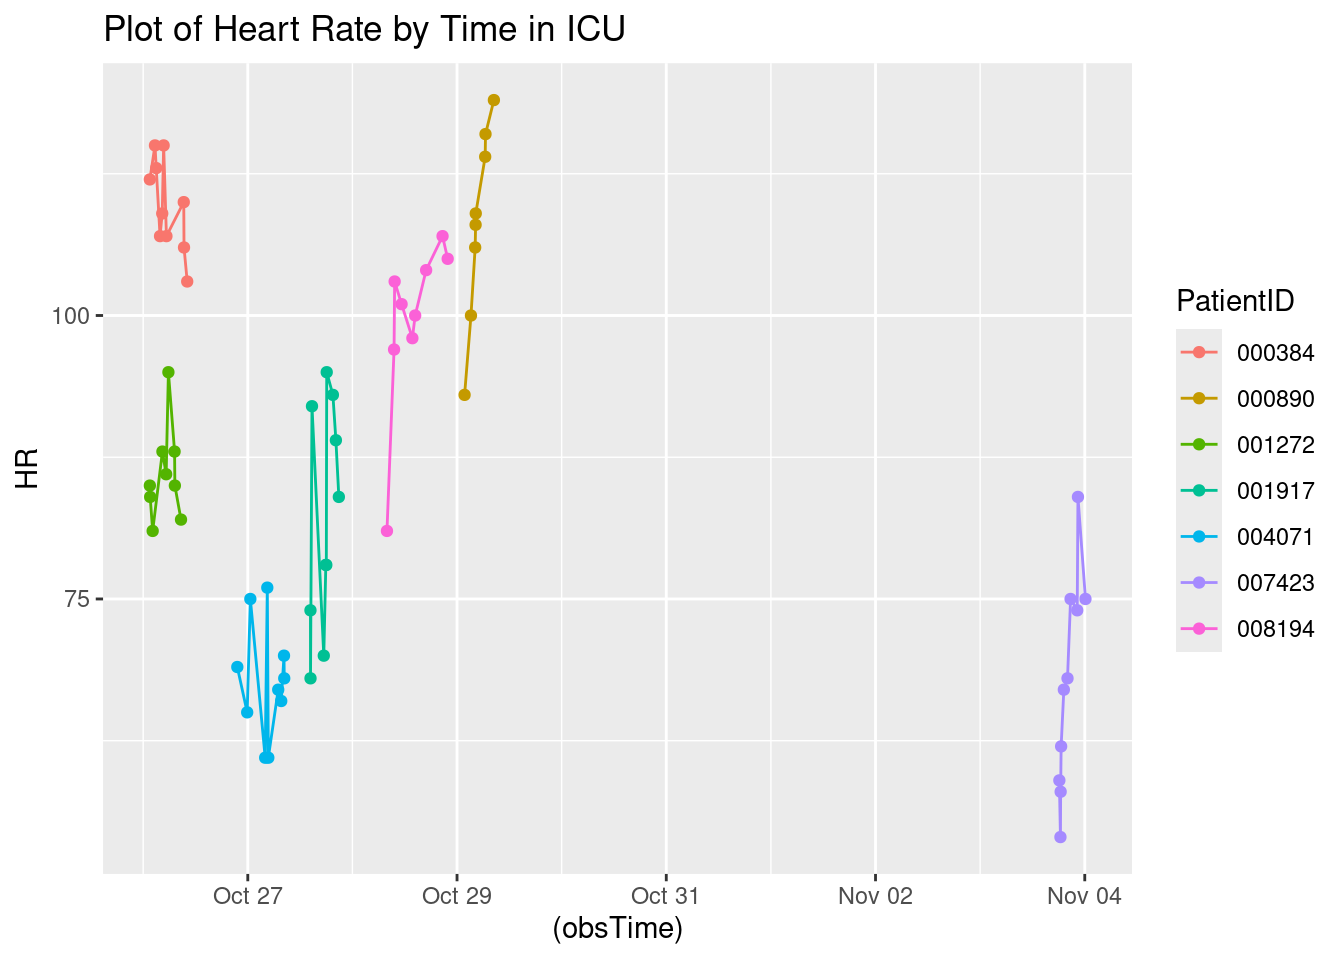 Plot of Heart Rate by Time in ICU
HR
100
75
Oct 27
Oct 29
Oct 31
Nov 02
Nov 04
(obsTime)
PatientID
000384
000890
001272
001917
004071
007423
008194